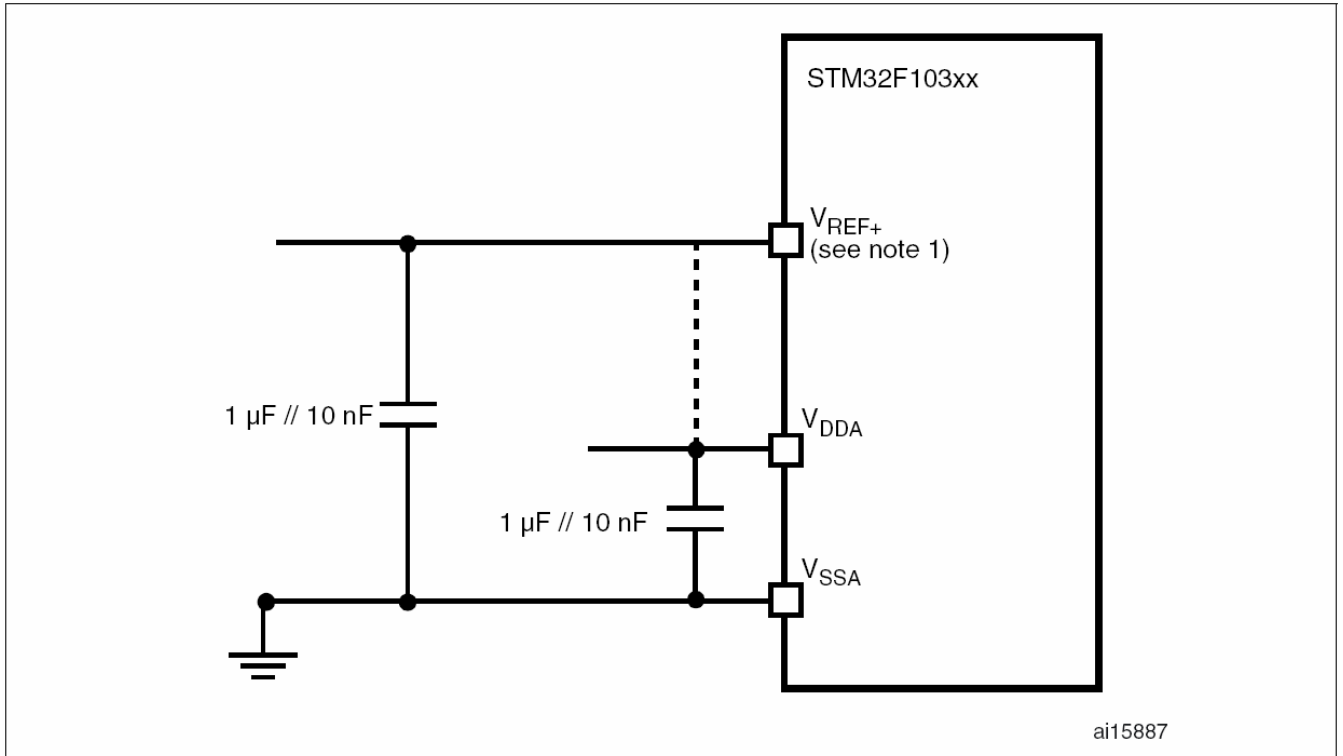 STM32F103xx
VREF+
(see note 1)
1 µF // 10 nF
VDDA
1 µF // 10 nF
VSSA
ai15887